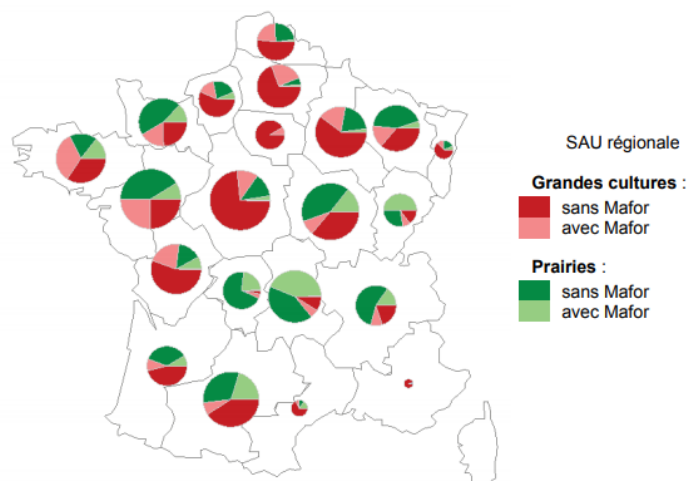 SAU régionale
Grandes cultures :
sans Mafor
avec Mafor
Prairies :
sans Mafor
avec Mafor